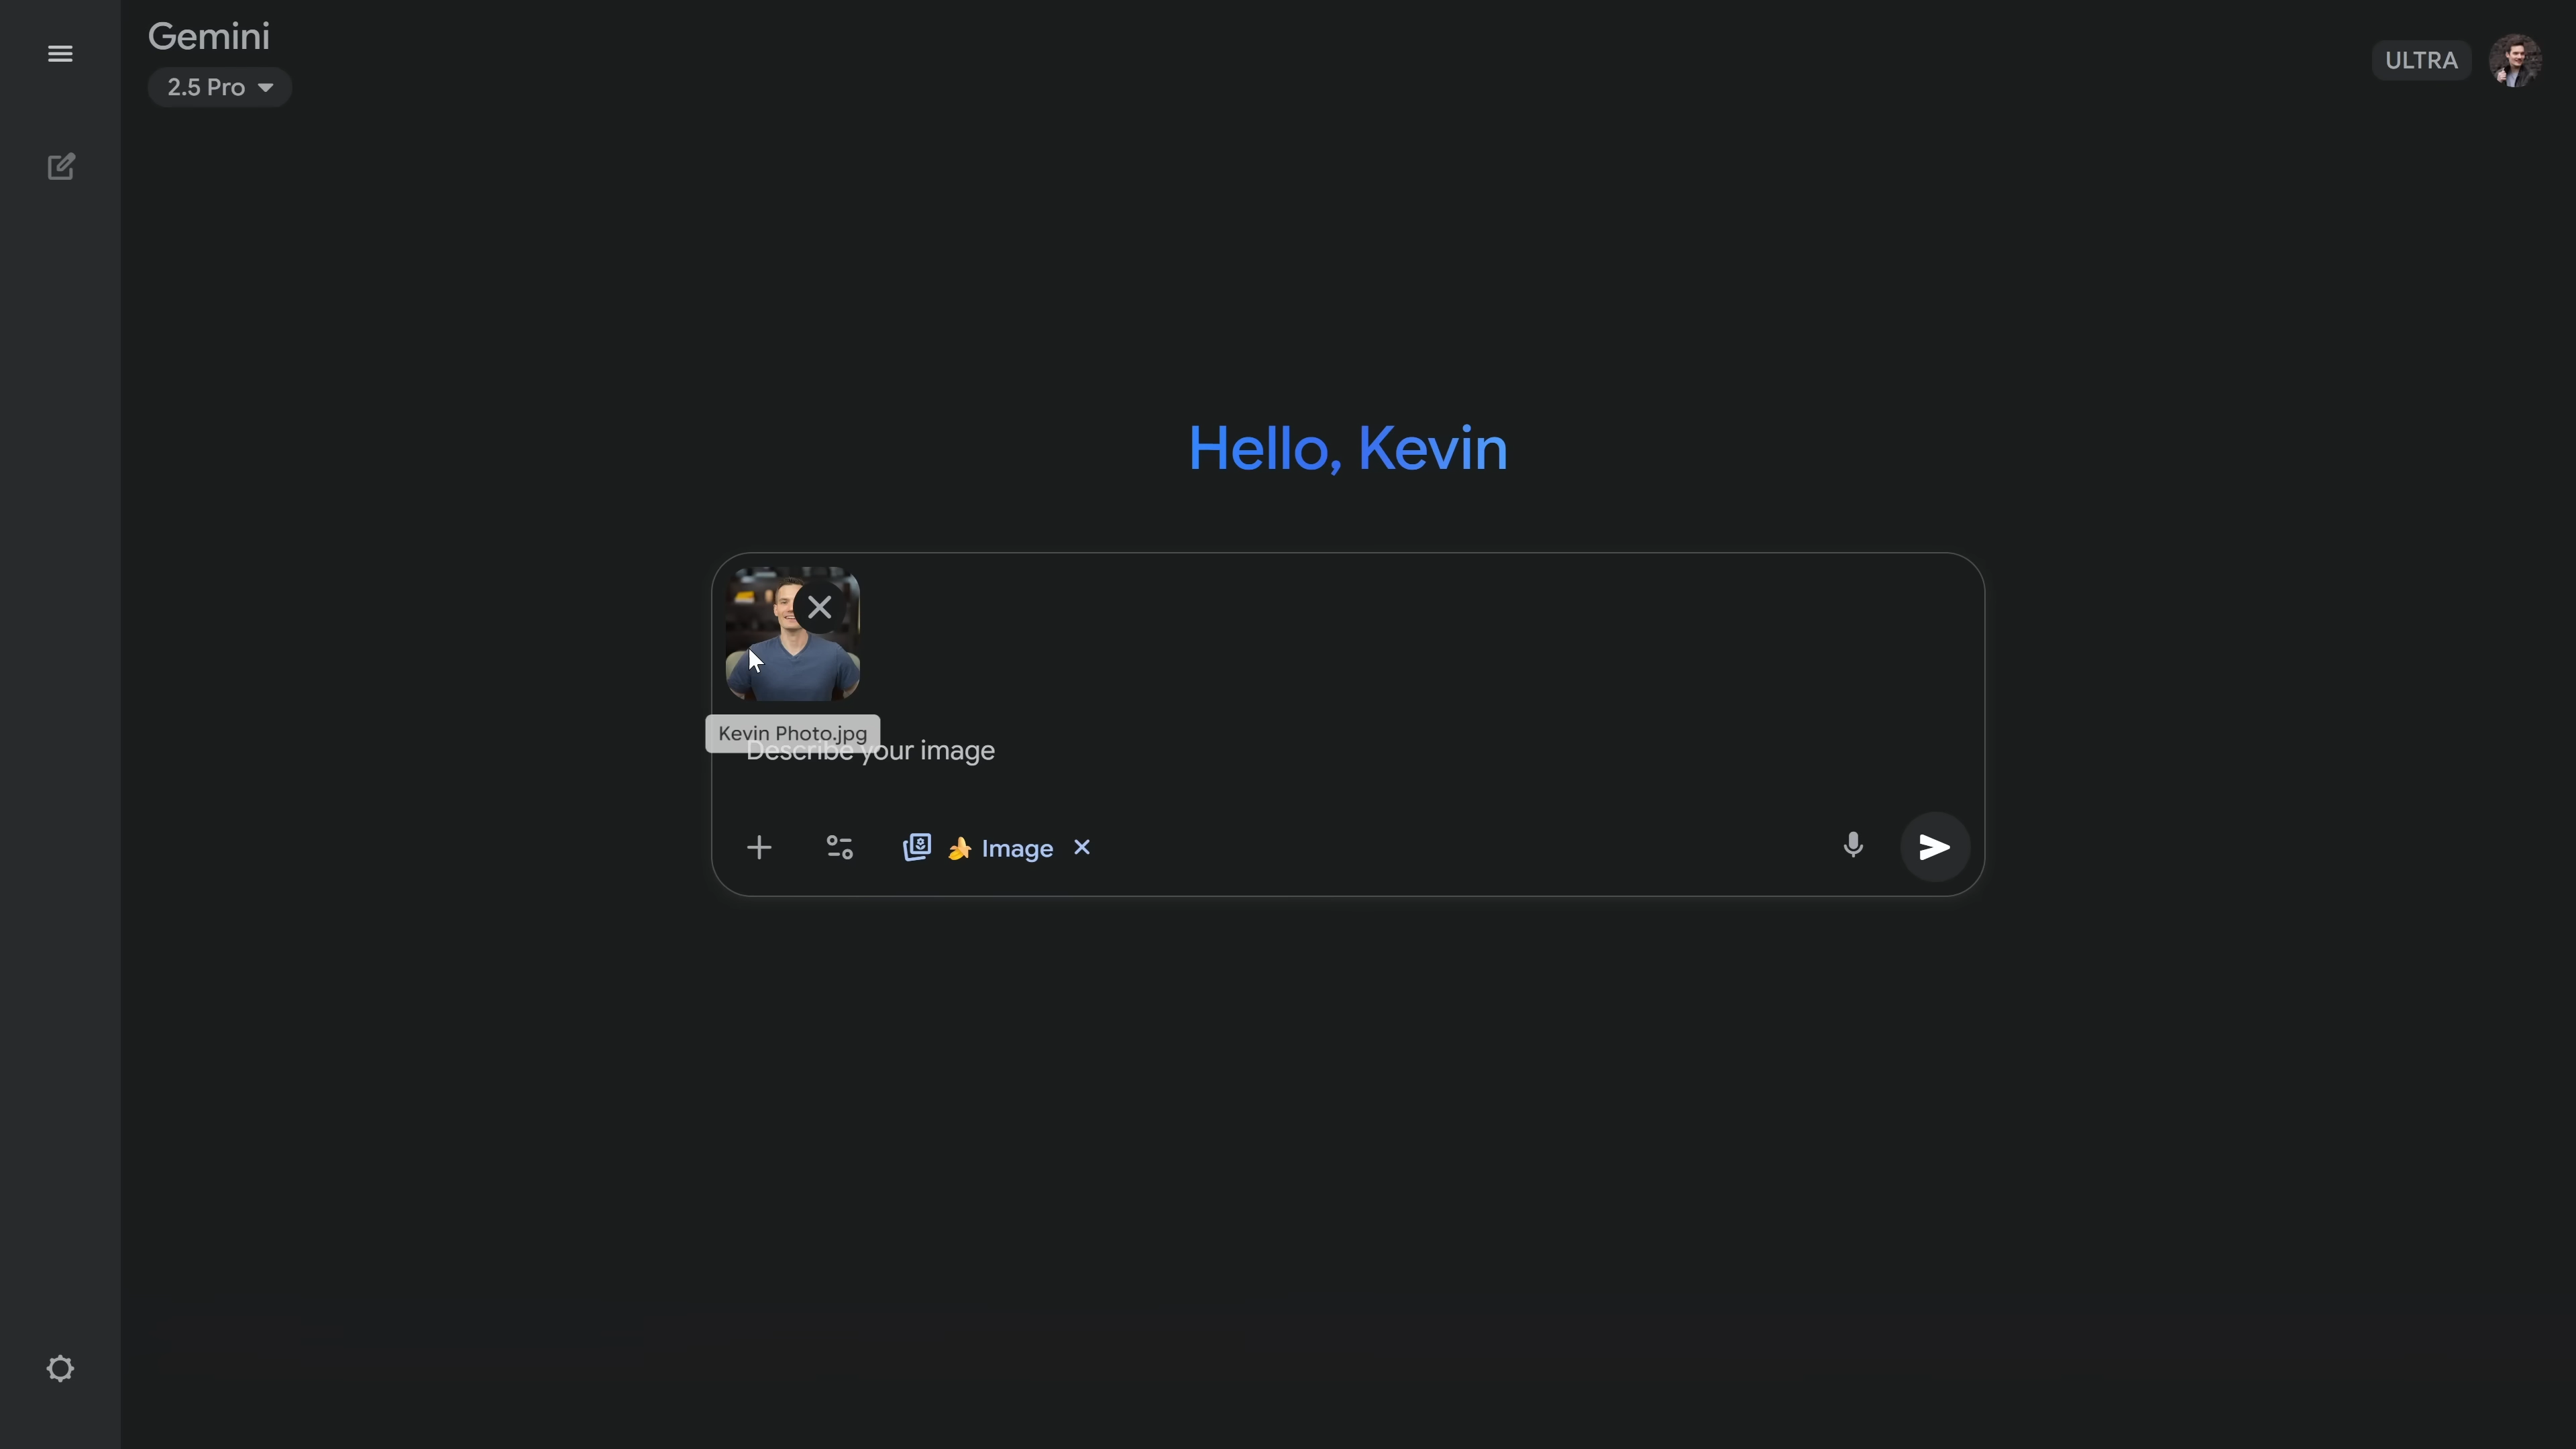 Gemini
2.5 Pro
ULTRA
Hello, Kevin
Kevin Photo.jpg
Describe your image
🍌 Image